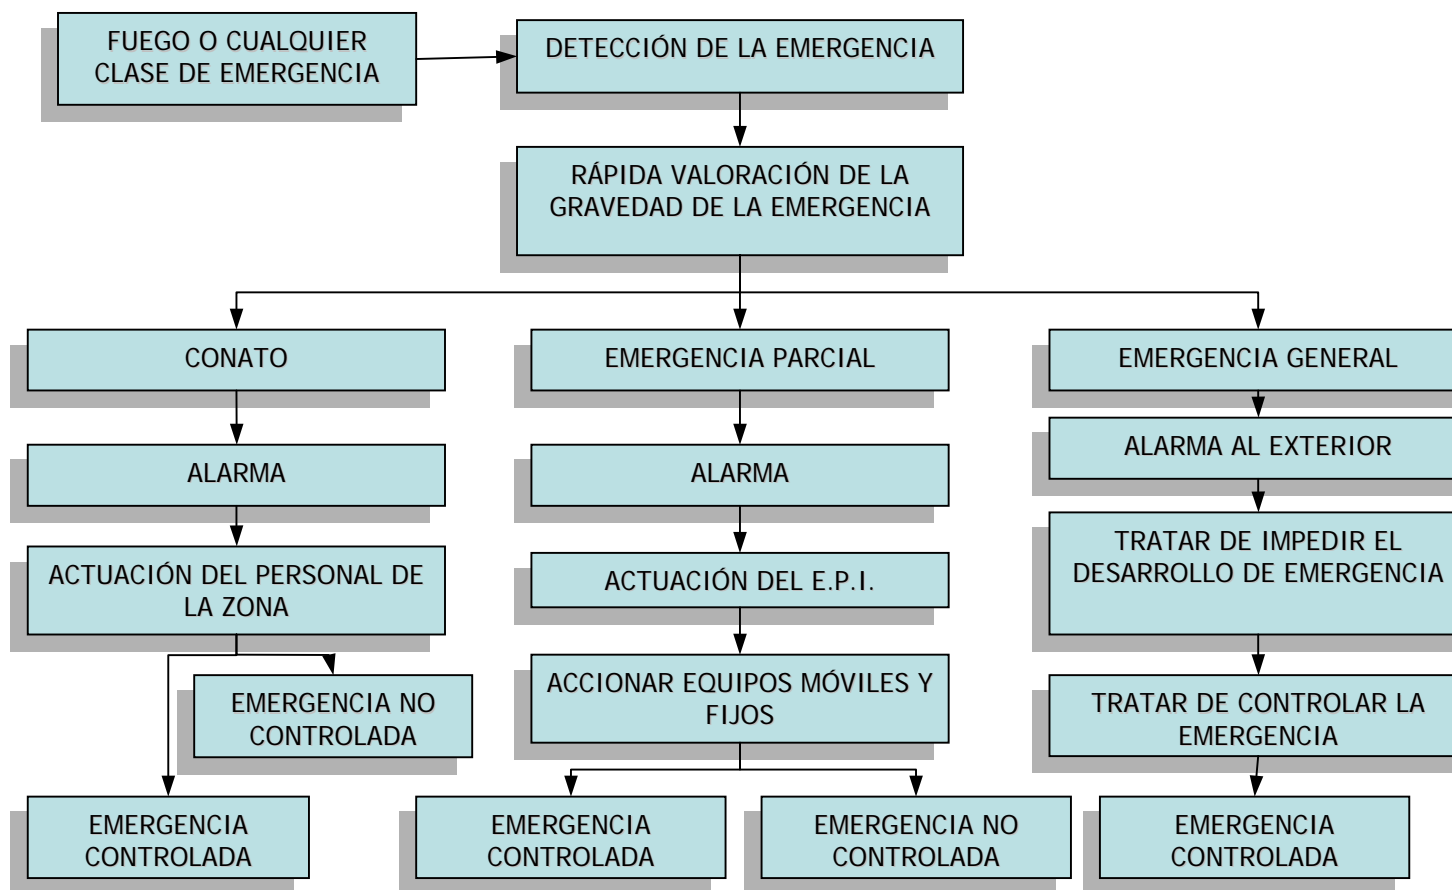 FUEGO O CUALQUIER
CLASE DE EMERGENCIA
DETECCIÓN DE LA EMERGENCIA
RÁPIDA VALORACIÓN DE LA
GRAVEDAD DE LA EMERGENCIA
CONATO
EMERGENCIA PARCIAL
EMERGENCIA GENERAL
ALARMA
ALARMA
ALARMA AL EXTERIOR
ACTUACIÓN DEL PERSONAL DE
LA ZONA
ACTUACIÓN DEL E.P.I.
TRATAR DE IMPEDIR EL
DESARROLLO DE EMERGENCIA
EMERGENCIA NO
CONTROLADA
ACCIONAR EQUIPOS MÓVILES Y
FIJOS
TRATAR DE CONTROLAR LA
EMERGENCIA
EMERGENCIA
CONTROLADA
EMERGENCIA
CONTROLADA
EMERGENCIA NO
CONTROLADA
EMERGENCIA
CONTROLADA